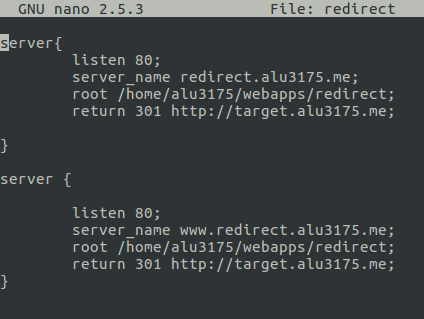 GNU nano 2.5.3 File: redirect
server{
listen 80;
server_name redirect.alu3175.me;
root /home/alu3175/webapps/redirect;
return 301 http://target.alu3175.me;
}
server {
listen 80;
server_name www.redirect.alu3175.me;
root /home/alu3175/webapps/redirect;
return 301 http://target.alu3175.me;
}